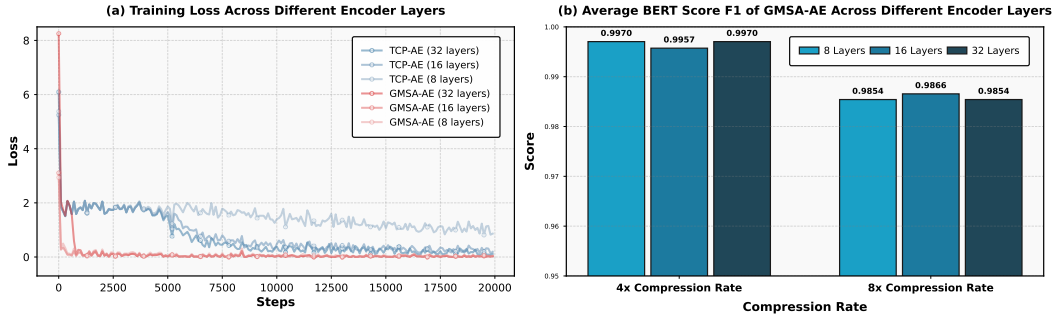 (a) Training Loss Across Different Encoder Layers
8
6
4
2
0
Loss
TCP-AE (32 layers)
TCP-AE (16 layers)
TCP-AE (8 layers)
GMSA-AE (32 layers)
GMSA-AE (16 layers)
GMSA-AE (8 layers)
0 2500 5000 7500 10000 12500 15000 17500 20000
Steps
(b) Average BERT Score F1 of GMSA-AE Across Different Encoder Layers
1.00
0.99
0.98
0.97
0.96
0.95
Score
8 Layers 16 Layers 32 Layers
0.9970 0.9957 0.9970
0.9854 0.9866 0.9854
4x Compression Rate 8x Compression Rate
Compression Rate